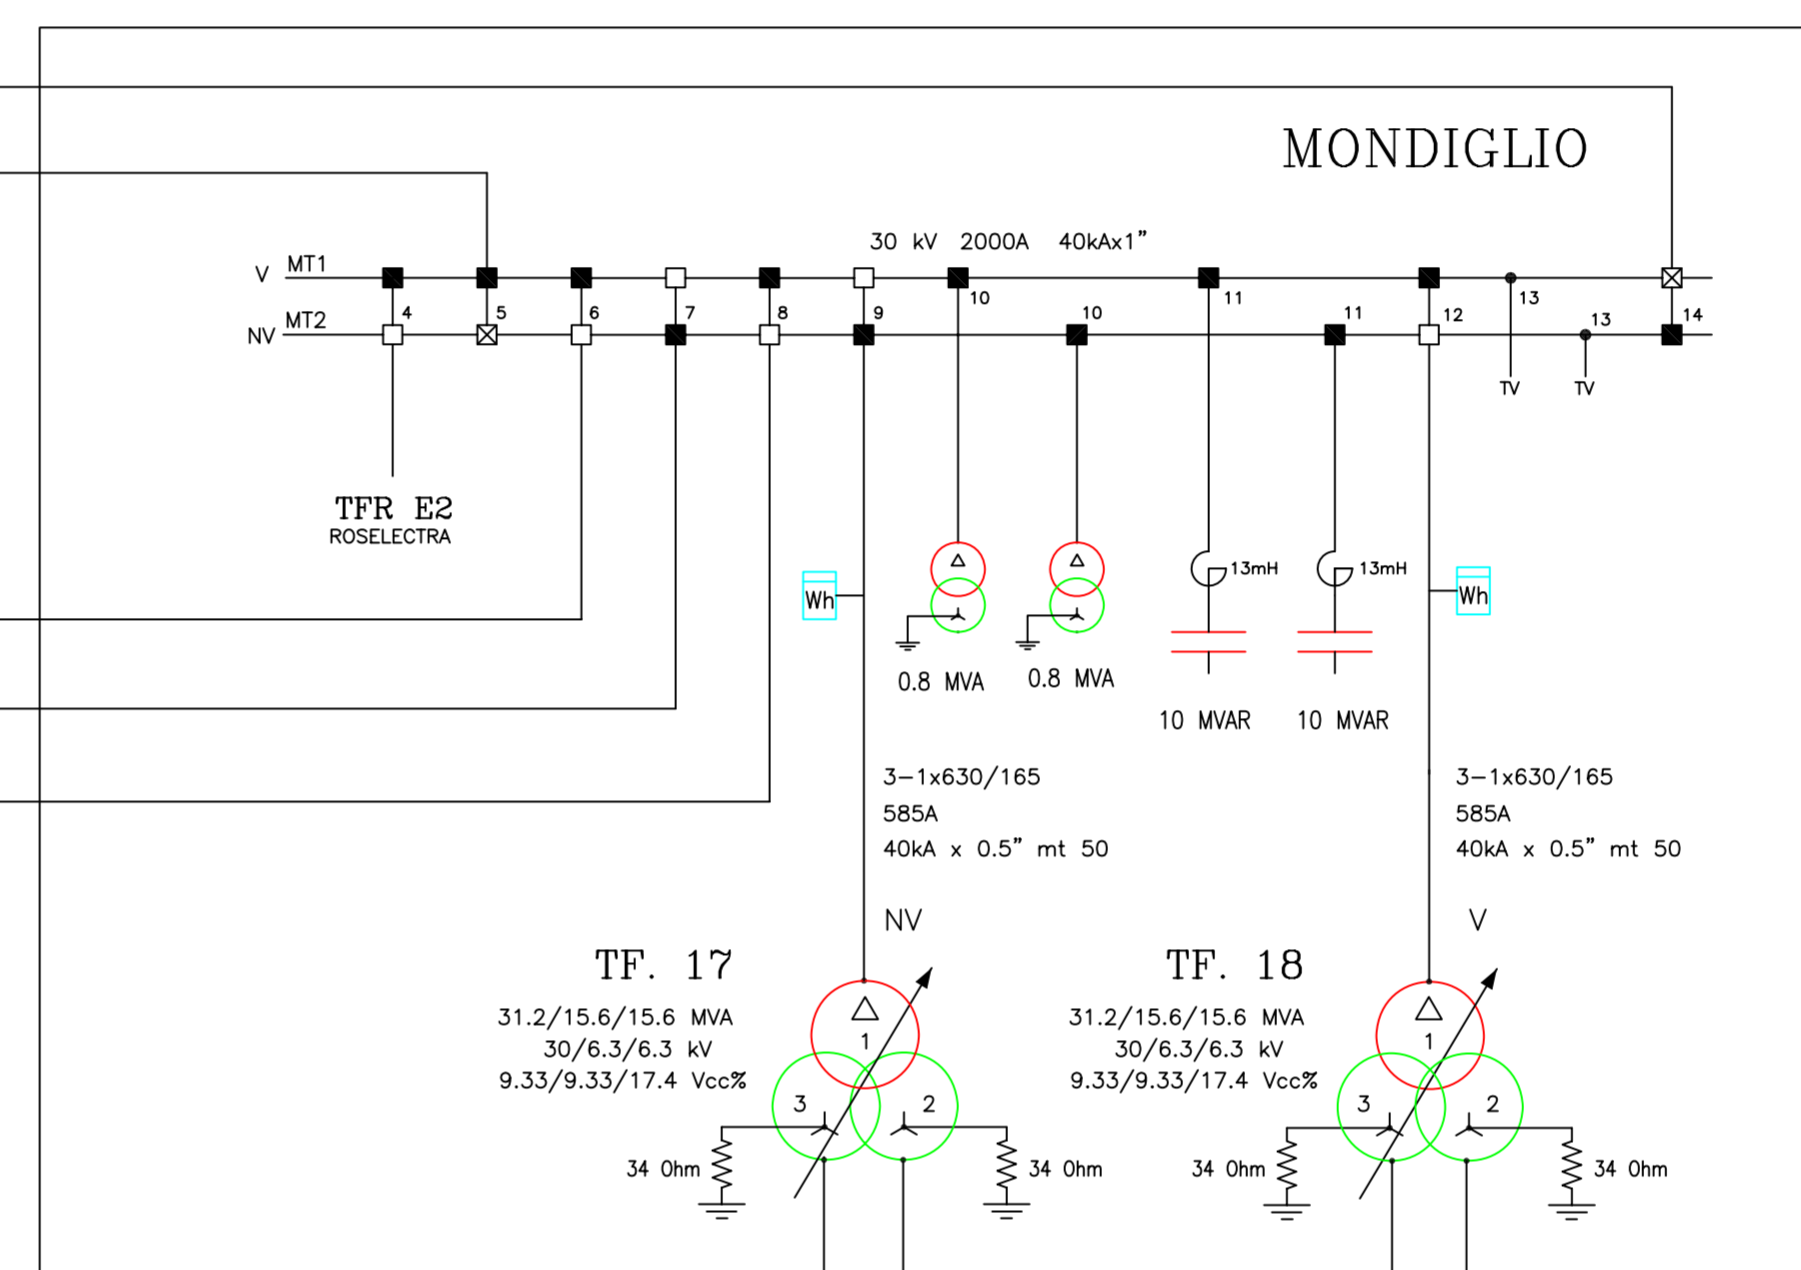 MONDIGLIO
30 kV 2000A 40kAx1”
V MT1
NV MT2
4
5
6
7
8
9
10
10
11
11
12
13
13
14
TV
TV
TFR E2
ROSELECTRA
Wh
Wh
13mH
13mH
0.8 MVA
0.8 MVA
10 MVAR
10 MVAR
3-1x630/165
585A
40kA x 0.5” mt 50
3-1x630/165
585A
40kA x 0.5” mt 50
NV
V
TF. 17
31.2/15.6/15.6 MVA
30/6.3/6.3 kV
9.33/9.33/17.4 Vcc%
1
3
2
34 Ohm
34 Ohm
TF. 18
31.2/15.6/15.6 MVA
30/6.3/6.3 kV
9.33/9.33/17.4 Vcc%
1
3
2
34 Ohm
34 Ohm